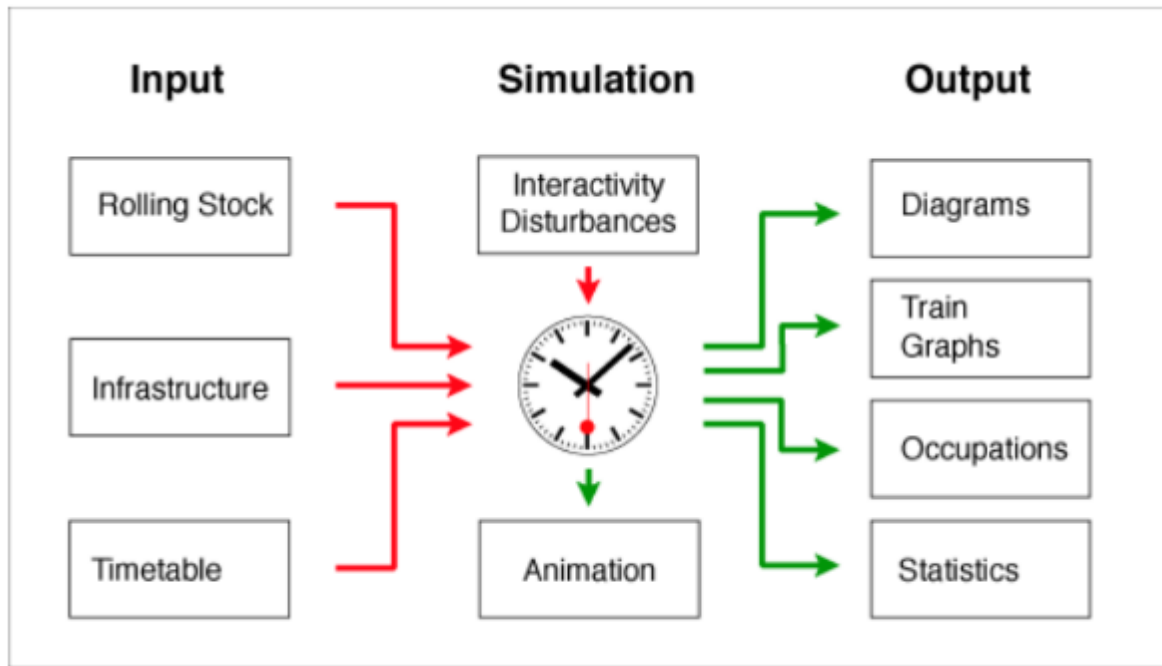 Input
Simulation
Output
Rolling Stock
Infrastructure
Timetable
Interactivity
Disturbances
Animation
Diagrams
Train
Graphs
Occupations
Statistics